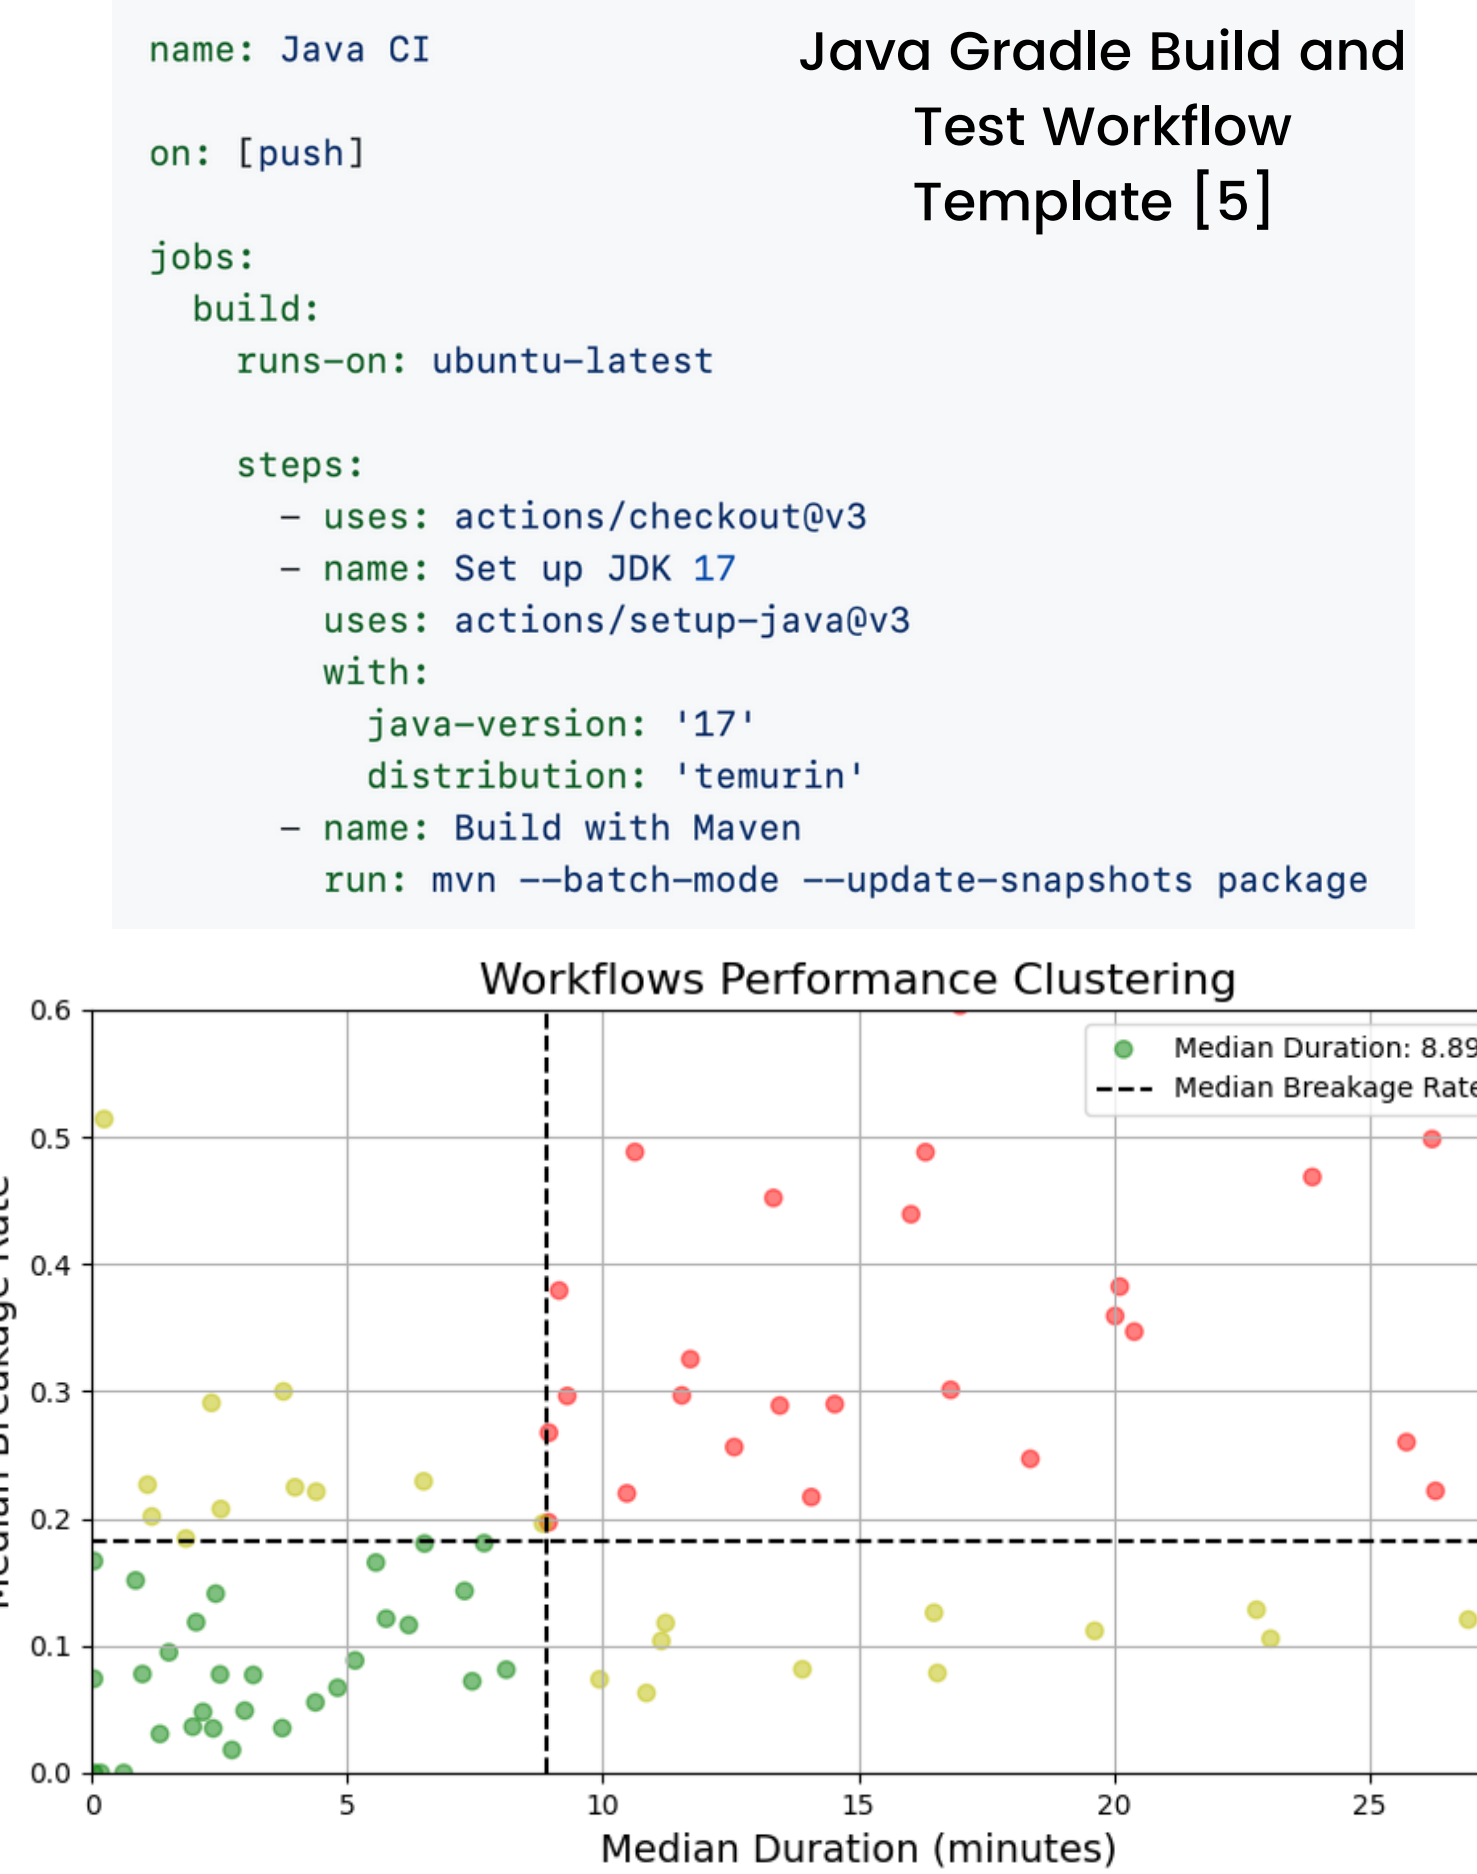 name: Java CI
Java Gradle Build and
Test Workflow
Template [5]
on: [push]
jobs:
build:
runs-on: ubuntu-latest
steps:
- uses: actions/checkout@v3
- name: Set up JDK 17
uses: actions/setup-java@v3
with:
java-version: '17'
distribution: 'temurin'
- name: Build with Maven
run: mvn --batch-mode --update-snapshots package
Workflows Performance Clustering
Median Duration: 8.89
Median Breakage Rate
0.6
0.5
0.4
0.3
0.2
0.1
0.0
Median Breakage Rate
0
5
10
15
20
25
Median Duration (minutes)